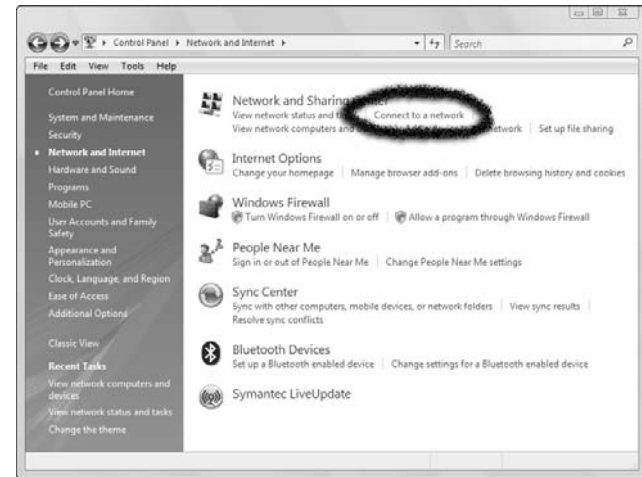 Control Panel Network and Internet
Search
File Edit View Tools Help
Control Panel Home
System and Maintenance
Security
Network and Internet
Hardware and Sound
Programs
Mobile PC
User Accounts and Family
Safety
Appearance and
Personalization
Clock, Language, and Region
Ease of Access
Additional Options
Classic View
Recent Tasks
View network computers and
devices
View network status and tasks
Change the theme
Network and Sharing
View network status and Connect to a network
View network computers and network Set up file sharing
Internet Options
Change your homepage Manage browser add-ons Delete browsing history and cookies
Windows Firewall
Turn Windows Firewall on or off Allow a program through Windows Firewall
People Near Me
Sign in or out of People Near Me Change People Near Me settings
Sync Center
Sync with other computers, mobile devices, or network folders View sync results
Resolve sync conflicts
Bluetooth Devices
Set up a Bluetooth enabled device Change settings for a Bluetooth enabled device
Symantec LiveUpdate